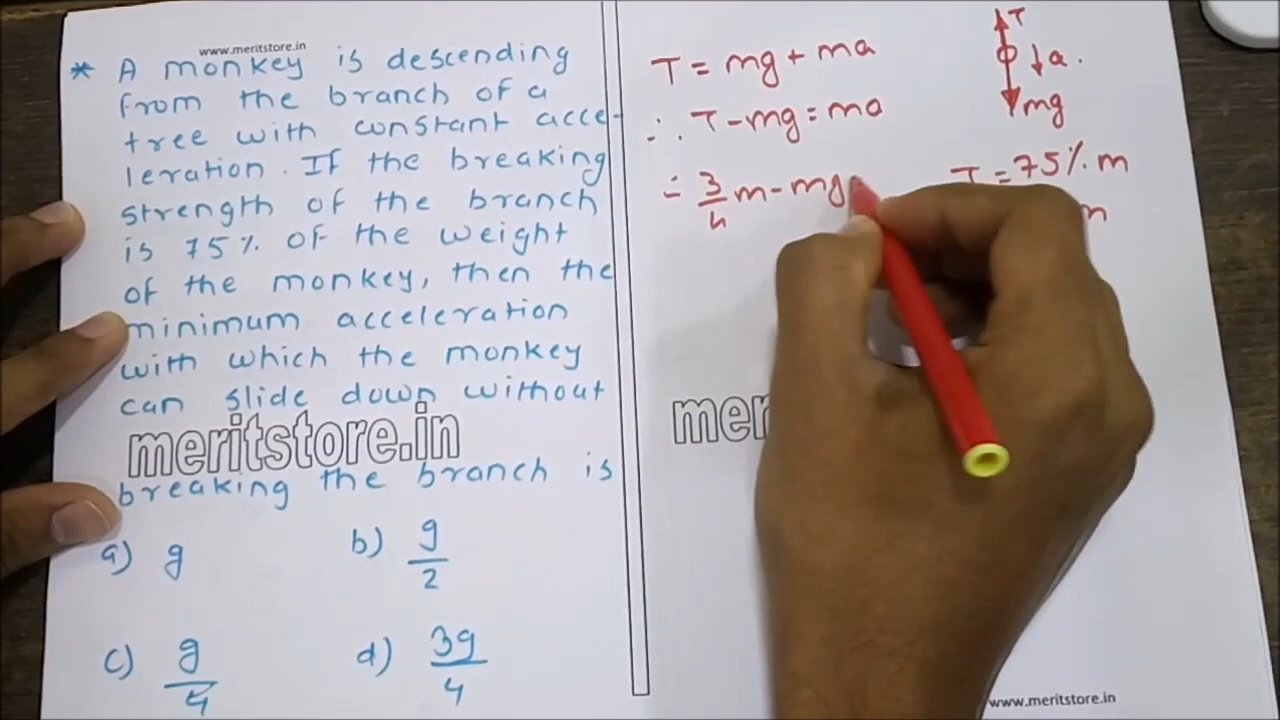 www.meritstore.in
* A monkey is descending
from the branch of a
tree with constant acce-
leration. If the breaking
strength of the branch
is 75% of the weight
of the monkey, then the
minimum acceleration
with which the monkey
can slide down without
meritstore.in
breaking the branch is
a) g
b) g/2
c) g/4
d) 3g/4
T = mg + ma
∴ T - mg = ma
∴ 3/4 m - mg
T
↓a.
mg
T = 75% m
m
mer
www.meritstore.in